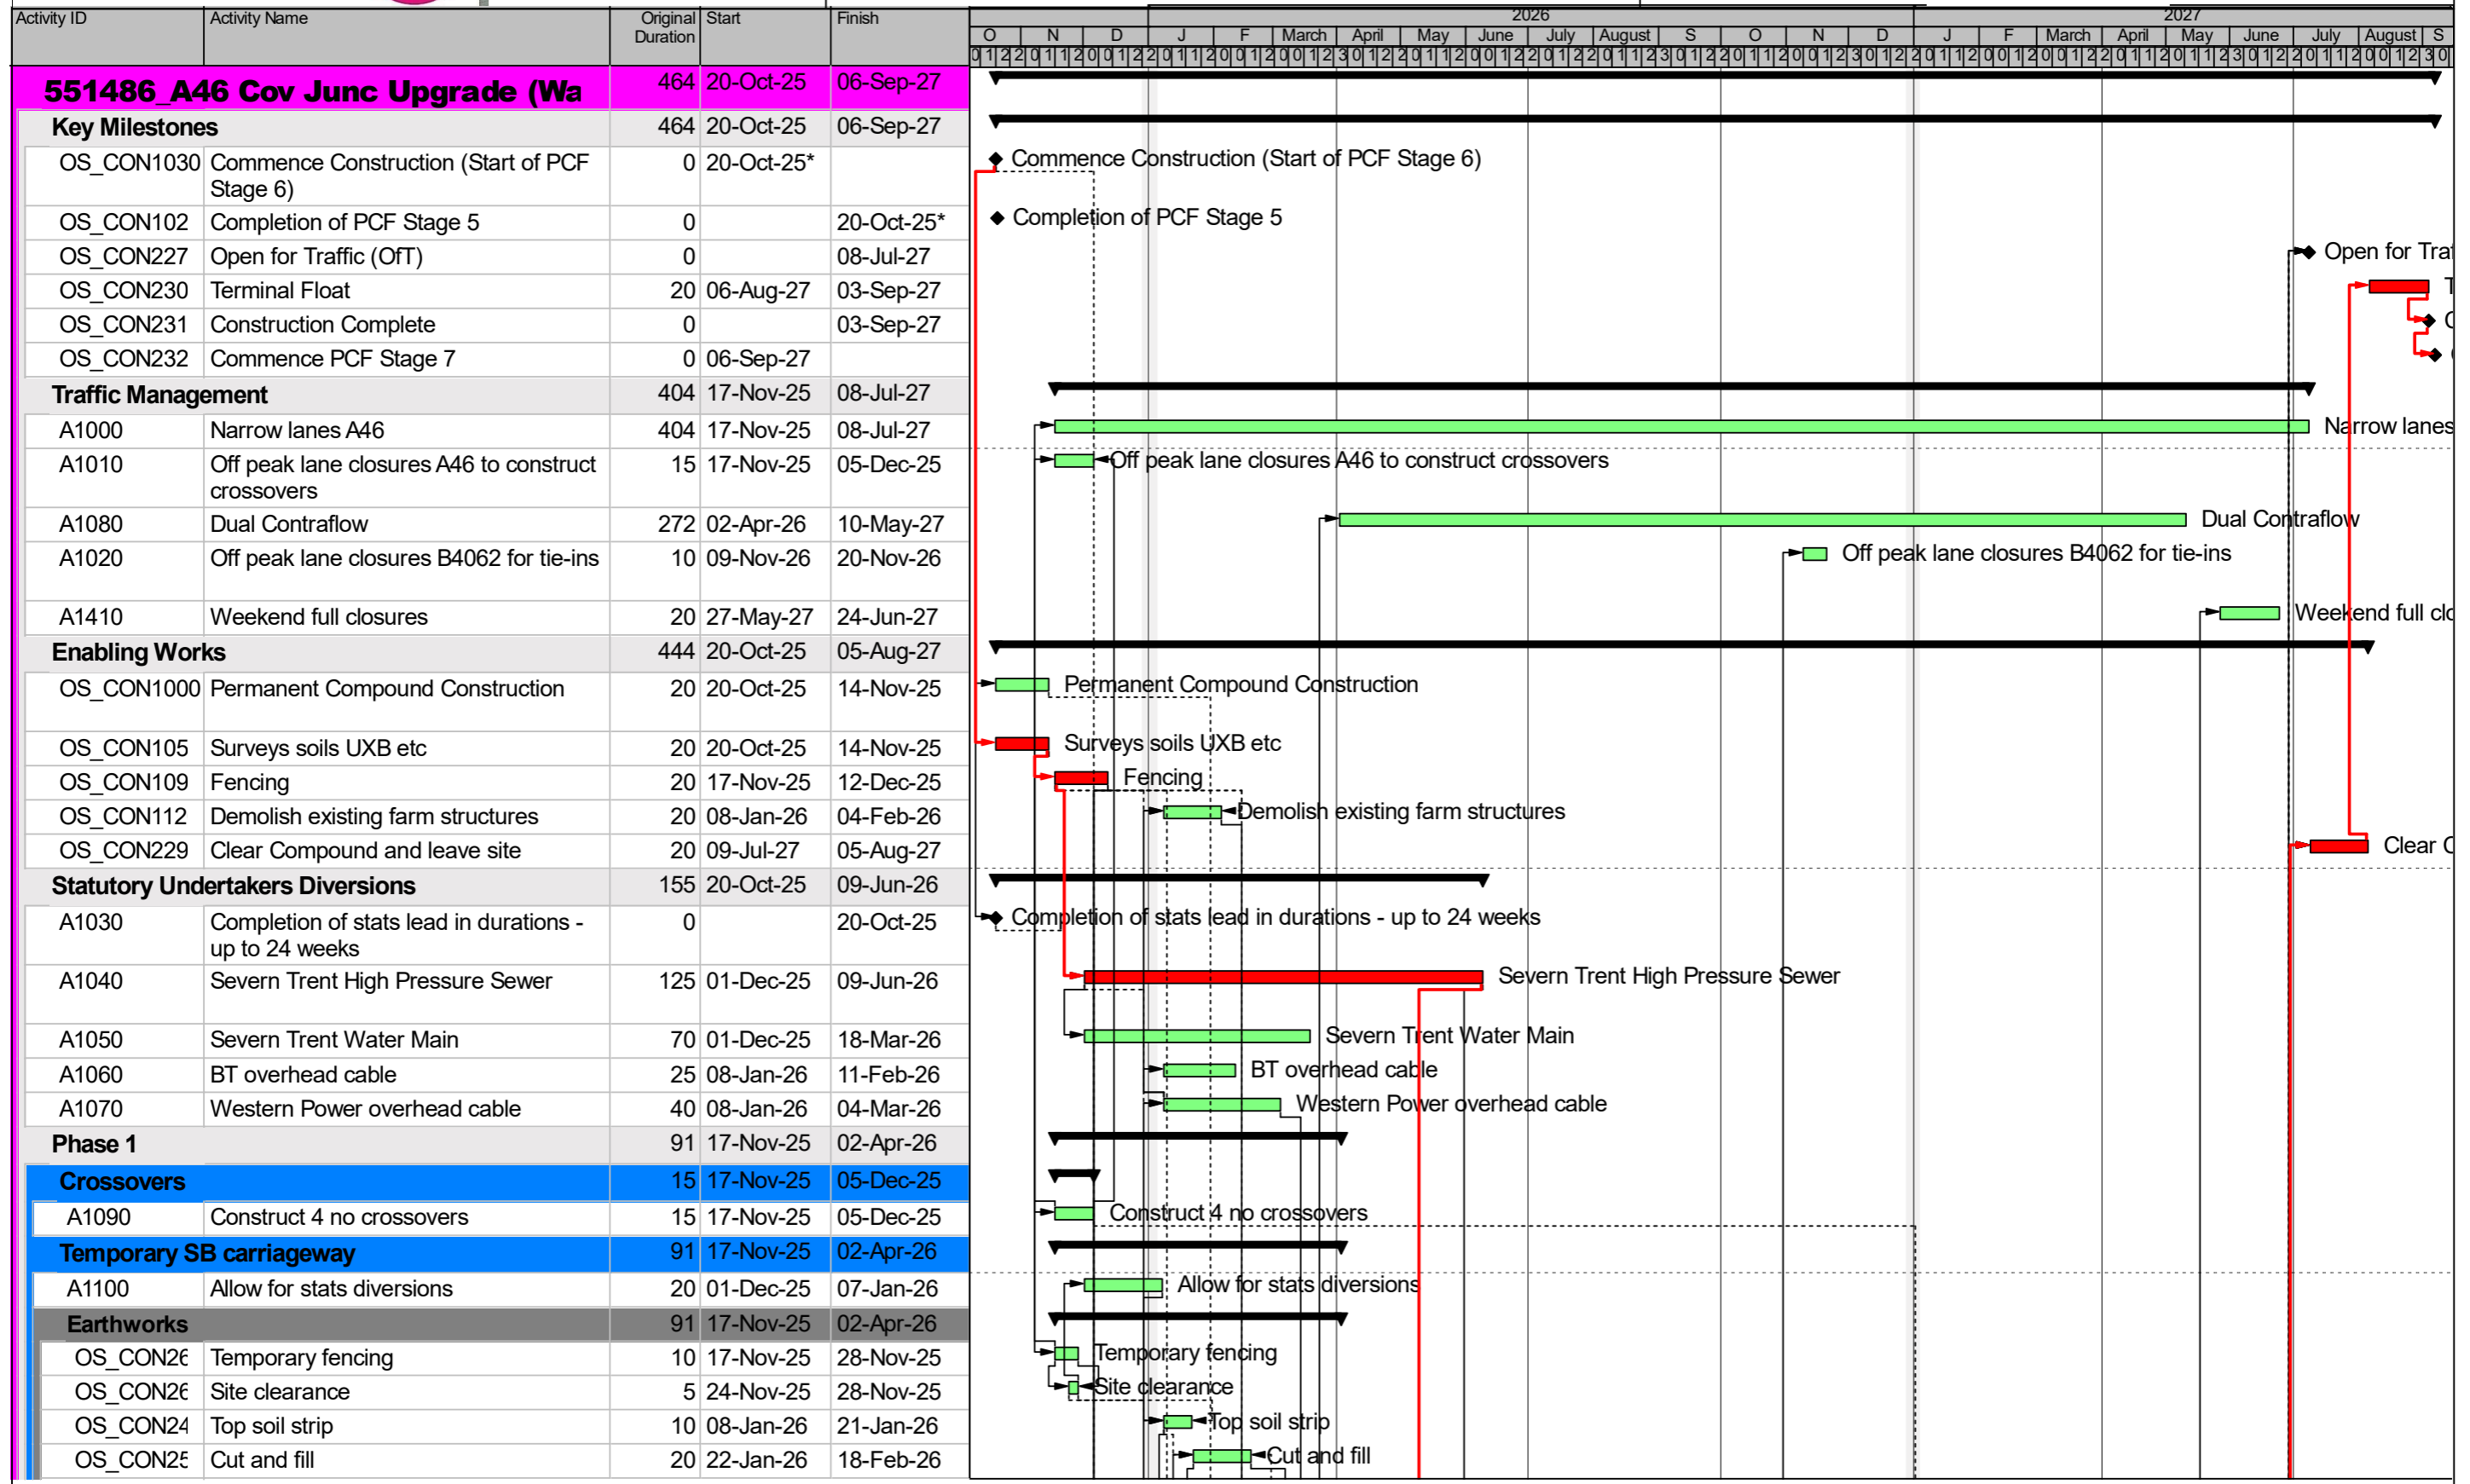 Activity ID Activity Name Original Duration Start Finish
2026 2027
O N D J F March April May June July August S O N D J F March April May June July August S
551486_A46 Cov Junc Upgrade (Wa 464 20-Oct-25 06-Sep-27
Key Milestones 464 20-Oct-25 06-Sep-27
OS_CON1030 Commence Construction (Start of PCF Stage 6) 0 20-Oct-25* Commence Construction (Start of PCF Stage 6)
OS_CON102 Completion of PCF Stage 5 0 20-Oct-25* Completion of PCF Stage 5
OS_CON227 Open for Traffic (OfT) 0 08-Jul-27 Open for Traf
OS_CON230 Terminal Float 20 06-Aug-27 03-Sep-27
OS_CON231 Construction Complete 0 03-Sep-27
OS_CON232 Commence PCF Stage 7 0 06-Sep-27
Traffic Management 404 17-Nov-25 08-Jul-27
A1000 Narrow lanes A46 404 17-Nov-25 08-Jul-27 Narrow lanes
A1010 Off peak lane closures A46 to construct crossovers 15 17-Nov-25 05-Dec-25 Off peak lane closures A46 to construct crossovers
A1080 Dual Contraflow 272 02-Apr-26 10-May-27 Dual Contraflow
A1020 Off peak lane closures B4062 for tie-ins 10 09-Nov-26 20-Nov-26 Off peak lane closures B4062 for tie-ins
A1410 Weekend full closures 20 27-May-27 24-Jun-27 Weekend full clo
Enabling Works 444 20-Oct-25 05-Aug-27
OS_CON1000 Permanent Compound Construction 20 20-Oct-25 14-Nov-25 Permanent Compound Construction
OS_CON105 Surveys soils UXB etc 20 20-Oct-25 14-Nov-25 Surveys soils UXB etc
OS_CON109 Fencing 20 17-Nov-25 12-Dec-25 Fencing
OS_CON112 Demolish existing farm structures 20 08-Jan-26 04-Feb-26 Demolish existing farm structures
OS_CON229 Clear Compound and leave site 20 09-Jul-27 05-Aug-27 Clear C
Statutory Undertakers Diversions 155 20-Oct-25 09-Jun-26
A1030 Completion of stats lead in durations - up to 24 weeks 0 20-Oct-25 Completion of stats lead in durations - up to 24 weeks
A1040 Severn Trent High Pressure Sewer 125 01-Dec-25 09-Jun-26 Severn Trent High Pressure Sewer
A1050 Severn Trent Water Main 70 01-Dec-25 18-Mar-26 Severn Trent Water Main
A1060 BT overhead cable 25 08-Jan-26 11-Feb-26 BT overhead cable
A1070 Western Power overhead cable 40 08-Jan-26 04-Mar-26 Western Power overhead cable
Phase 1 91 17-Nov-25 02-Apr-26
Crossovers 15 17-Nov-25 05-Dec-25
A1090 Construct 4 no crossovers 15 17-Nov-25 05-Dec-25 Construct 4 no crossovers
Temporary SB carriageway 91 17-Nov-25 02-Apr-26
A1100 Allow for stats diversions 20 01-Dec-25 07-Jan-26 Allow for stats diversions
Earthworks 91 17-Nov-25 02-Apr-26
OS_CON26 Temporary fencing 10 17-Nov-25 28-Nov-25 Temporary fencing
OS_CON26 Site clearance 5 24-Nov-25 28-Nov-25 Site clearance
OS_CON24 Top soil strip 10 08-Jan-26 21-Jan-26 Top soil strip
OS_CON25 Cut and fill 20 22-Jan-26 18-Feb-26 Cut and fill